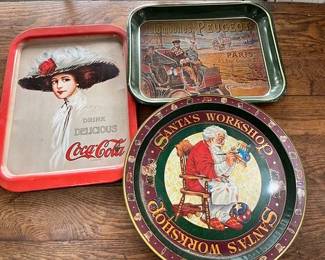 DRINK
DELICIOUS
Coca-Cola
PEUGEOT
PARIS
SANTA'S WORKSHOP
SANTA'S WORKSHOP